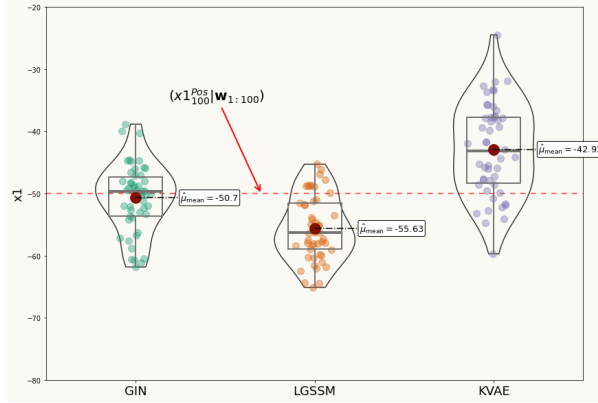 −20
−30
−40
−50
−60
−70
−80
x1
(x1^{Pos}_{100}|w_{1:100})
μ̂_mean = -50.7
μ̂_mean = -55.63
μ̂_mean = -42.92
GIN
LGSSM
KVAE